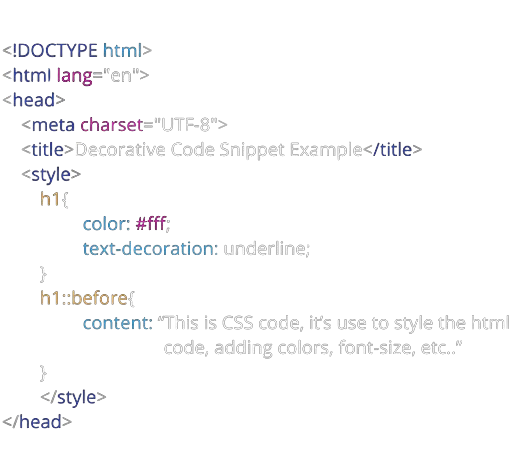 <!DOCTYPE html>
<html lang="en">
<head>
<meta charset="UTF-8">
<title>Decorative Code Snippet Example</title>
<style>
h1{
color: #fff;
text-decoration: underline;
}
h1::before{
content: “This is CSS code, it’s use to style the html
code, adding colors, font-size, etc..“
}
</style>
</head>